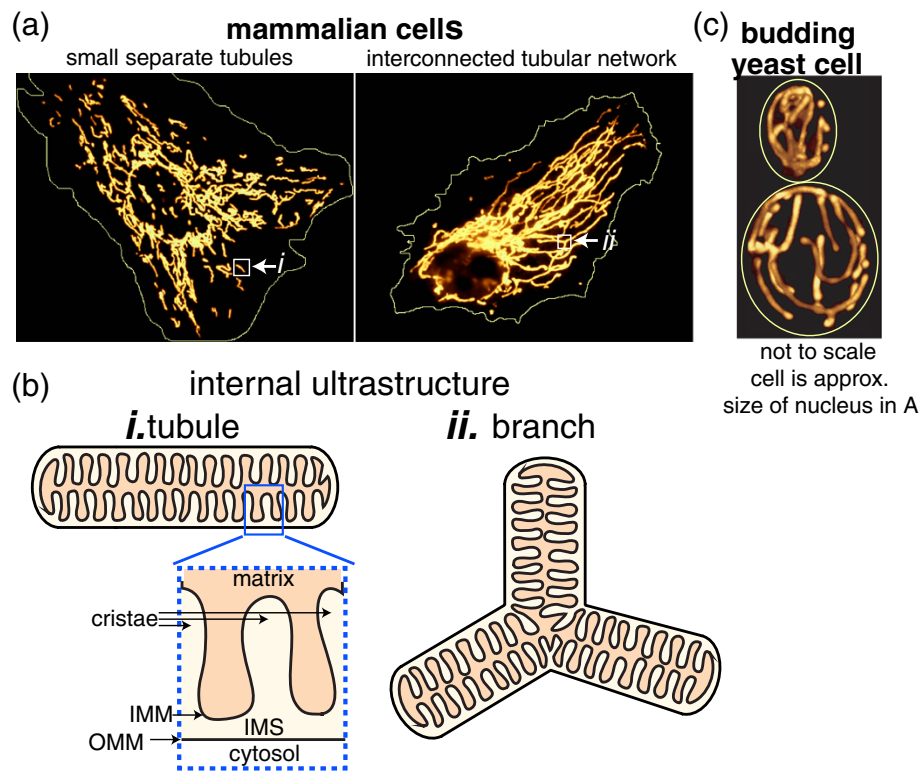 (a)
mammalian cells
small separate tubules
interconnected tubular network
i
ii
(c)
budding
yeast cell
not to scale
cell is approx.
size of nucleus in A
(b)
internal ultrastructure
i.tubule
ii. branch
matrix
cristae
IMM
IMS
OMM
cytosol